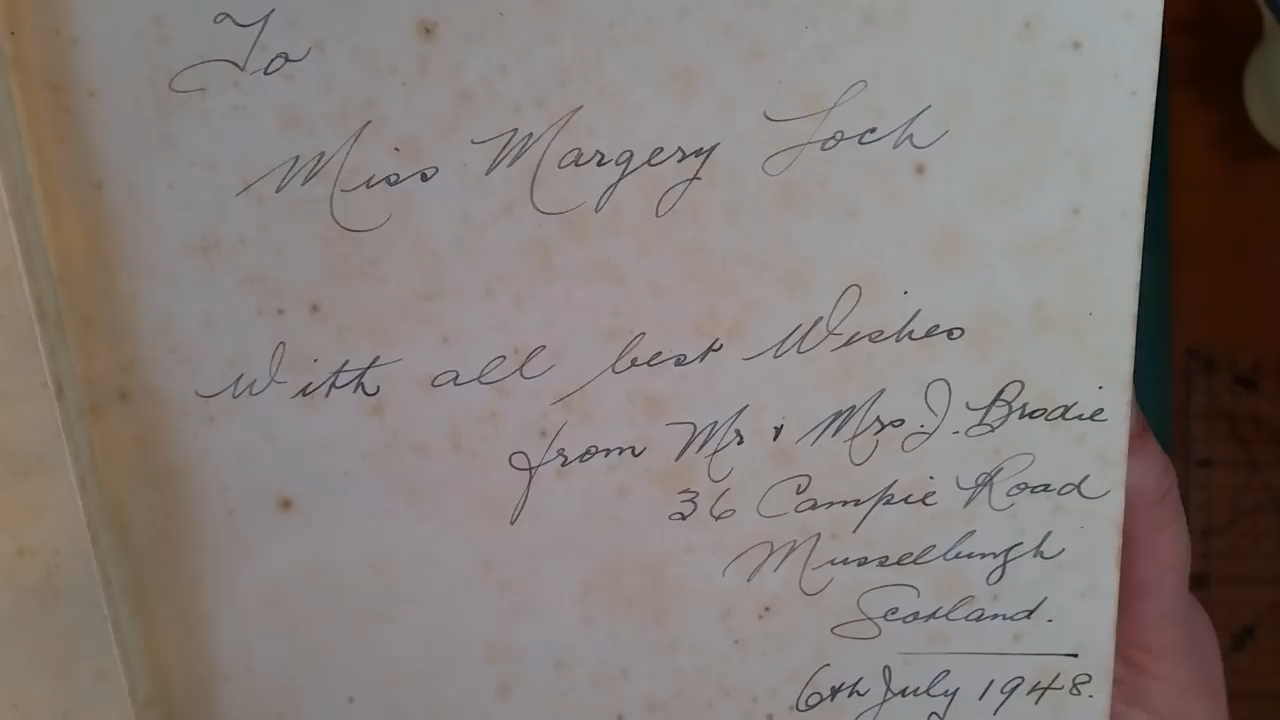 To
Miss Margery Loch
With all best Wishes
from Mr & Mrs. J. Brodie
36 Campie Road
Musselburgh
Scotland.
6th July 1948.